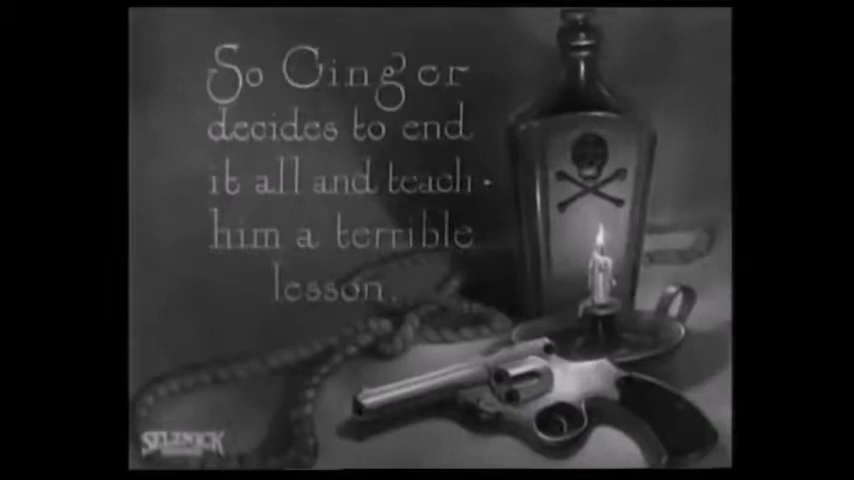 So Ginger
decides to end
it all and teach
him a terrible
lesson.
SELZNICK